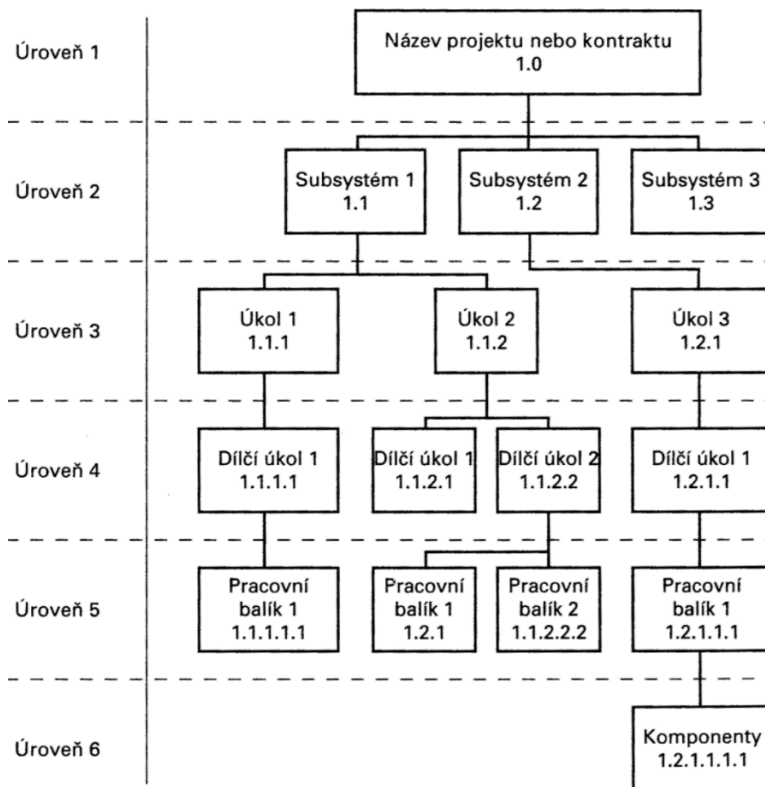 Úroveň 1
Název projektu nebo kontraktu
1.0
Úroveň 2
Subsystém 1
1.1
Subsystém 2
1.2
Subsystém 3
1.3
Úroveň 3
Úkol 1
1.1.1
Úkol 2
1.1.2
Úkol 3
1.2.1
Úroveň 4
Dílčí úkol 1
1.1.1.1
Dílčí úkol 1
1.1.2.1
Dílčí úkol 2
1.1.2.2
Dílčí úkol 1
1.2.1.1
Úroveň 5
Pracovní
balík 1
1.1.1.1.1
Pracovní
balík 1
1.2.1
Pracovní
balík 2
1.1.2.2.2
Pracovní
balík 1
1.2.1.1.1
Úroveň 6
Komponenty
1.2.1.1.1.1